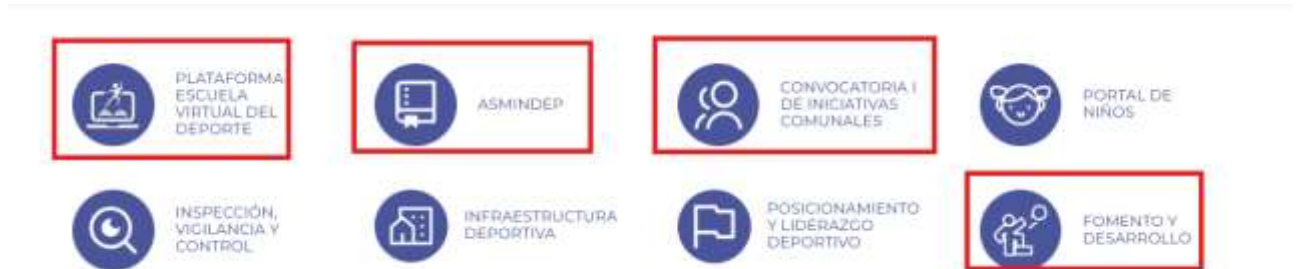 PLATAFORMA
ESCUELA
VIRTUAL DEL
DEPORTE
ASMINDEP
CONVOCATORIA I
DE INICIATIVAS
COMUNALES
PORTAL DE
NIÑOS
INSPECCIÓN,
VIGILANCIA Y
CONTROL
INFRAESTRUCTURA
DEPORTIVA
POSICIONAMIENTO
Y LIDERAZGO
DEPORTIVO
FOMENTO Y
DESARROLLO